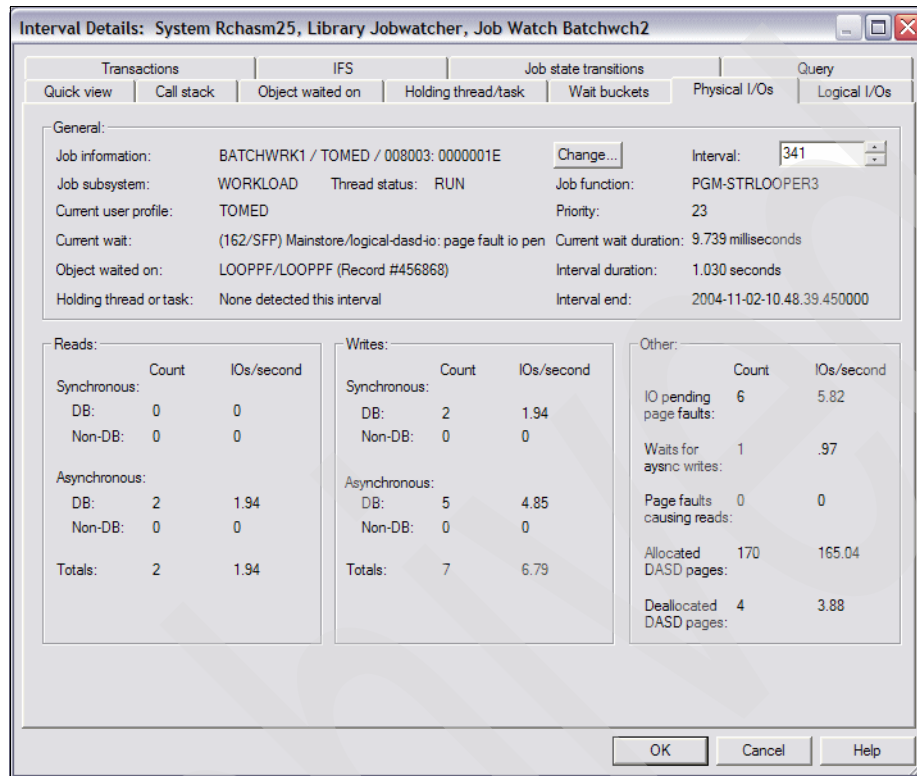 Interval Details: System Rchasm25, Library Jobwatcher, Job Watch Batchwch2
Transactions IFS Job state transitions Query
Quick view Call stack Object waited on Holding thread/task Wait buckets Physical I/Os Logical I/Os
General:
Job information: BATCHWRK1 / TOMED / 008003: 0000001E Change... Interval: 341
Job subsystem: WORKLOAD Thread status: RUN Job function: PGM-STRLOOPER3
Current user profile: TOMED Priority: 23
Current wait: (162/SFP) Mainstore/logical-dasd-io: page fault io pen Current wait duration: 9.739 milliseconds
Object waited on: LOOPPF/LOOPPF (Record #456868) Interval duration: 1.030 seconds
Holding thread or task: None detected this interval Interval end: 2004-11-02-10.48.39.450000
Reads:
Count IOs/second
Synchronous:
DB: 0 0
Non-DB: 0 0
Asynchronous:
DB: 2 1.94
Non-DB: 0 0
Totals: 2 1.94
Writes:
Count IOs/second
Synchronous:
DB: 2 1.94
Non-DB: 0 0
Asynchronous:
DB: 5 4.85
Non-DB: 0 0
Totals: 7 6.79
Other:
Count IOs/second
IO pending 6 5.82
page faults:
Waits for 1 .97
aysnc writes:
Page faults 0 0
causing reads:
Allocated 170 165.04
DASD pages:
Deallocated 4 3.88
DASD pages:
OK Cancel Help